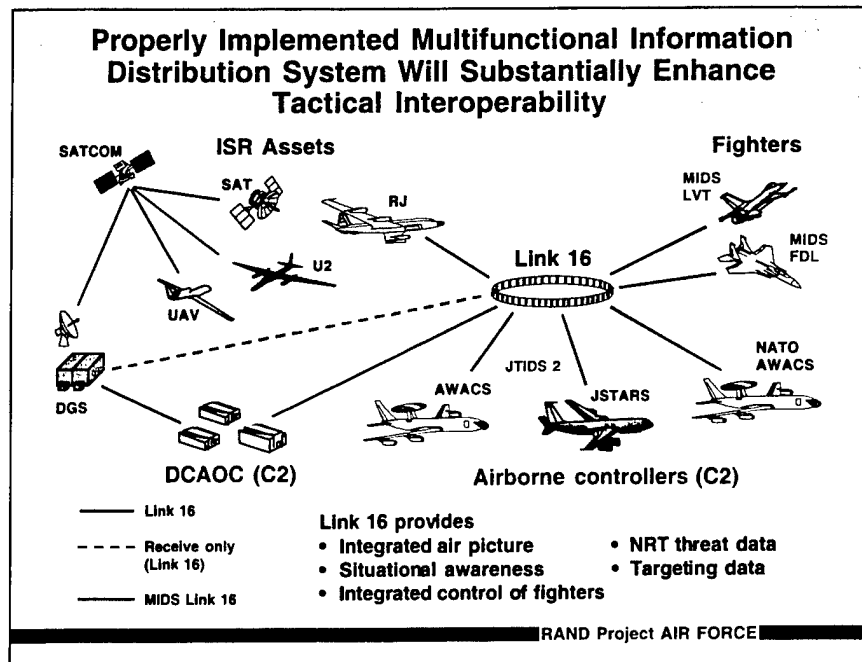 Properly Implemented Multifunctional Information
Distribution System Will Substantially Enhance
Tactical Interoperability
SATCOM
ISR Assets
Fighters
SAT
RJ
MIDS
LVT
Link 16
MIDS
FDL
U2
UAV
DGS
JTIDS 2
AWACS
JSTARS
NATO
AWACS
DCAOC (C2)
Airborne controllers (C2)
Link 16
Receive only
(Link 16)
MIDS Link 16
Link 16 provides
• Integrated air picture
• Situational awareness
• Integrated control of fighters
• NRT threat data
• Targeting data
RAND Project AIR FORCE